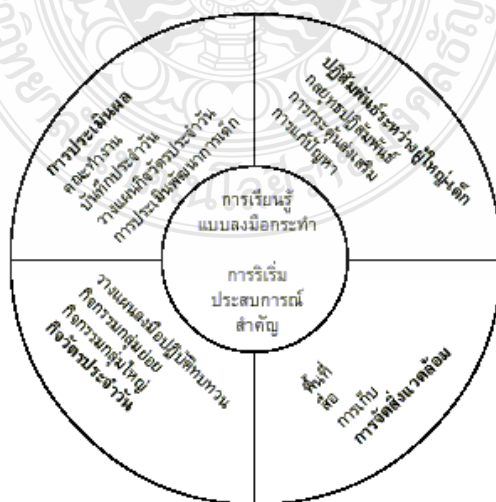 การประเมินผล
คณะทำงาน
บันทึกประจำวัน
วางแผนกิจวัตรประจำวัน
การประเมินพัฒนาการเด็ก
ปฏิสัมพันธ์ระหว่างผู้ใหญ่-เด็ก
กลยุทธปฏิสัมพันธ์
การกระตุ้นส่งเสริม
การแก้ปัญหา
การเรียนรู้
แบบลงมือกระทำ
การริเริ่ม
ประสบการณ์
สำคัญ
วางแผนลงมือปฏิบัติทบทวน
กิจกรรมกลุ่มย่อย
กิจกรรมกลุ่มใหญ่
กิจวัตรประจำวัน
พื้นที่
สื่อ
การเก็บ
การจัดสิ่งแวดล้อม